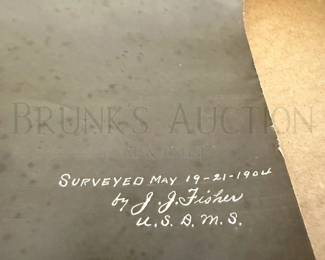 BRUNK'S AUCTION
SURVEYED MAY 19-21-1904
by J. J. Fisher
U. S. D. M. S.